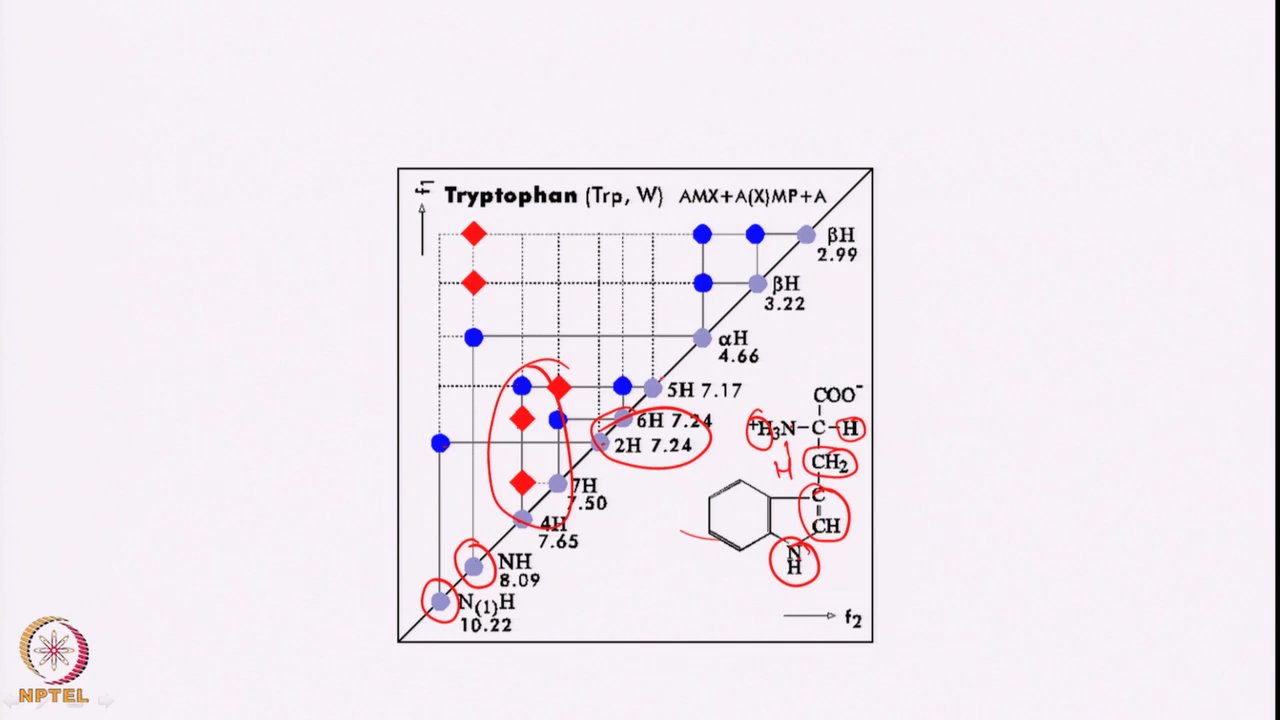 f1
Tryptophan (Trp, W) AMX+A(X)MP+A
βH
2.99
βH
3.22
αH
4.66
5H 7.17
6H 7.24
2H 7.24
7H
7.50
4H
7.65
NH
8.09
N(1)H
10.22
COO⁻
⁺H₃N–C–H
H
CH₂
C
CH
N
H
f2
NPTEL